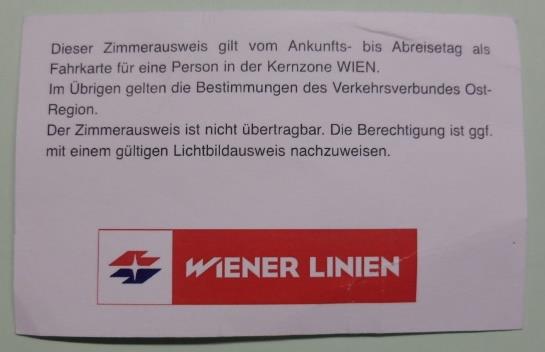 Dieser Zimmerausweis gilt vom Ankunfts- bis Abreisetag als
Fahrkarte für eine Person in der Kernzone WIEN.
Im Übrigen gelten die Bestimmungen des Verkehrsverbundes Ost-
Region.
Der Zimmerausweis ist nicht übertragbar. Die Berechtigung ist ggf.
mit einem gültigen Lichtbildausweis nachzuweisen.
WIENER LINIEN